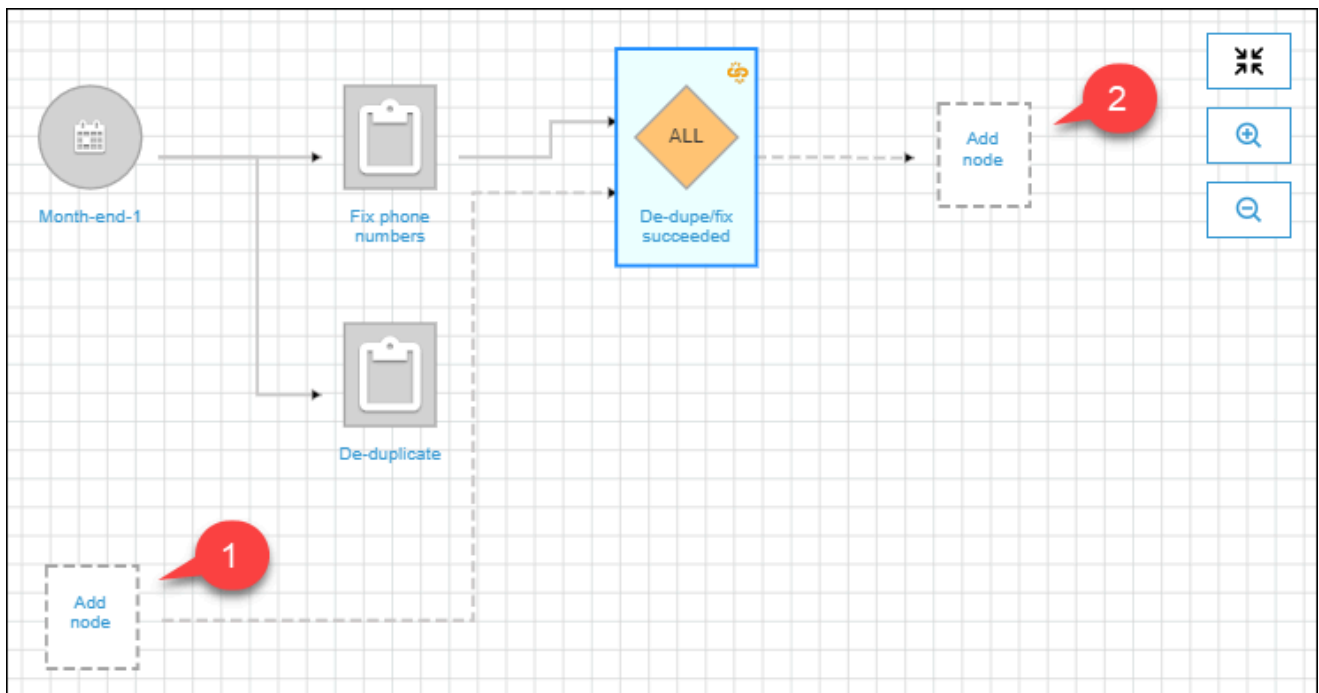 2
ALL
Add
node
Month-end-1
Fix phone
numbers
De-dupe/fix
succeeded
De-duplicate
1
Add
node